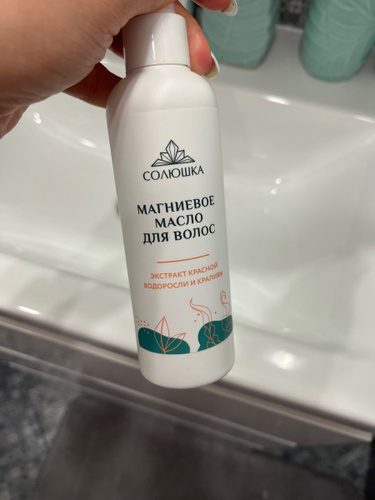 СОЛЮШКА
МАГНИЕВОЕ
МАСЛО
ДЛЯ ВОЛОС
ЭКСТРАКТ КРАСНОЙ
ВОДОРОСЛИ И КРАПИВЫ